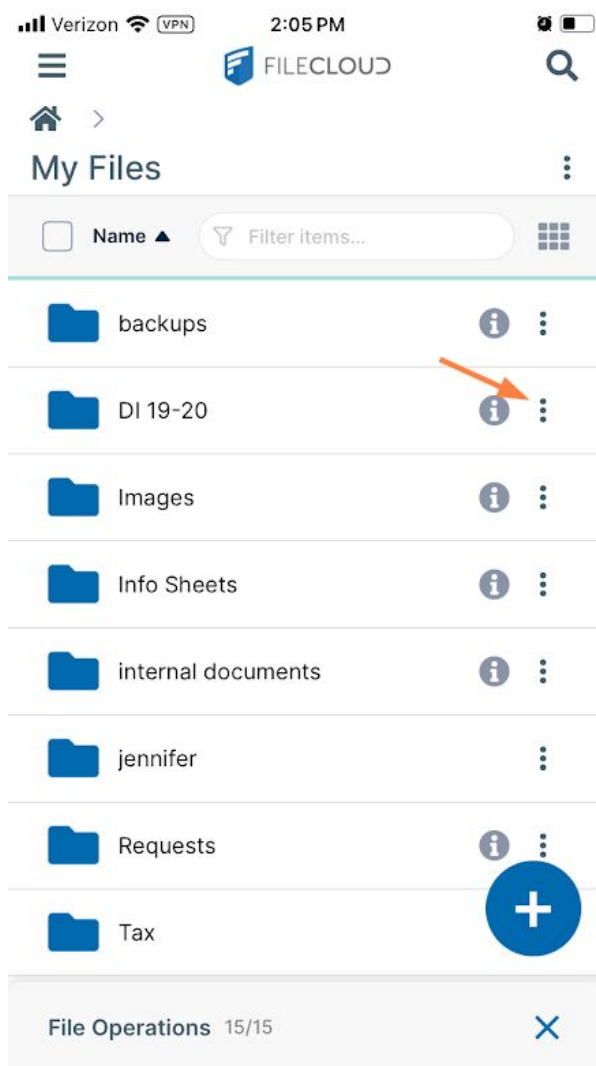 Verizon VPN 2:05 PM
FILECLOUD
My Files
Name Filter items...
backups
DI 19-20
Images
Info Sheets
internal documents
jennifer
Requests
Tax
File Operations 15/15